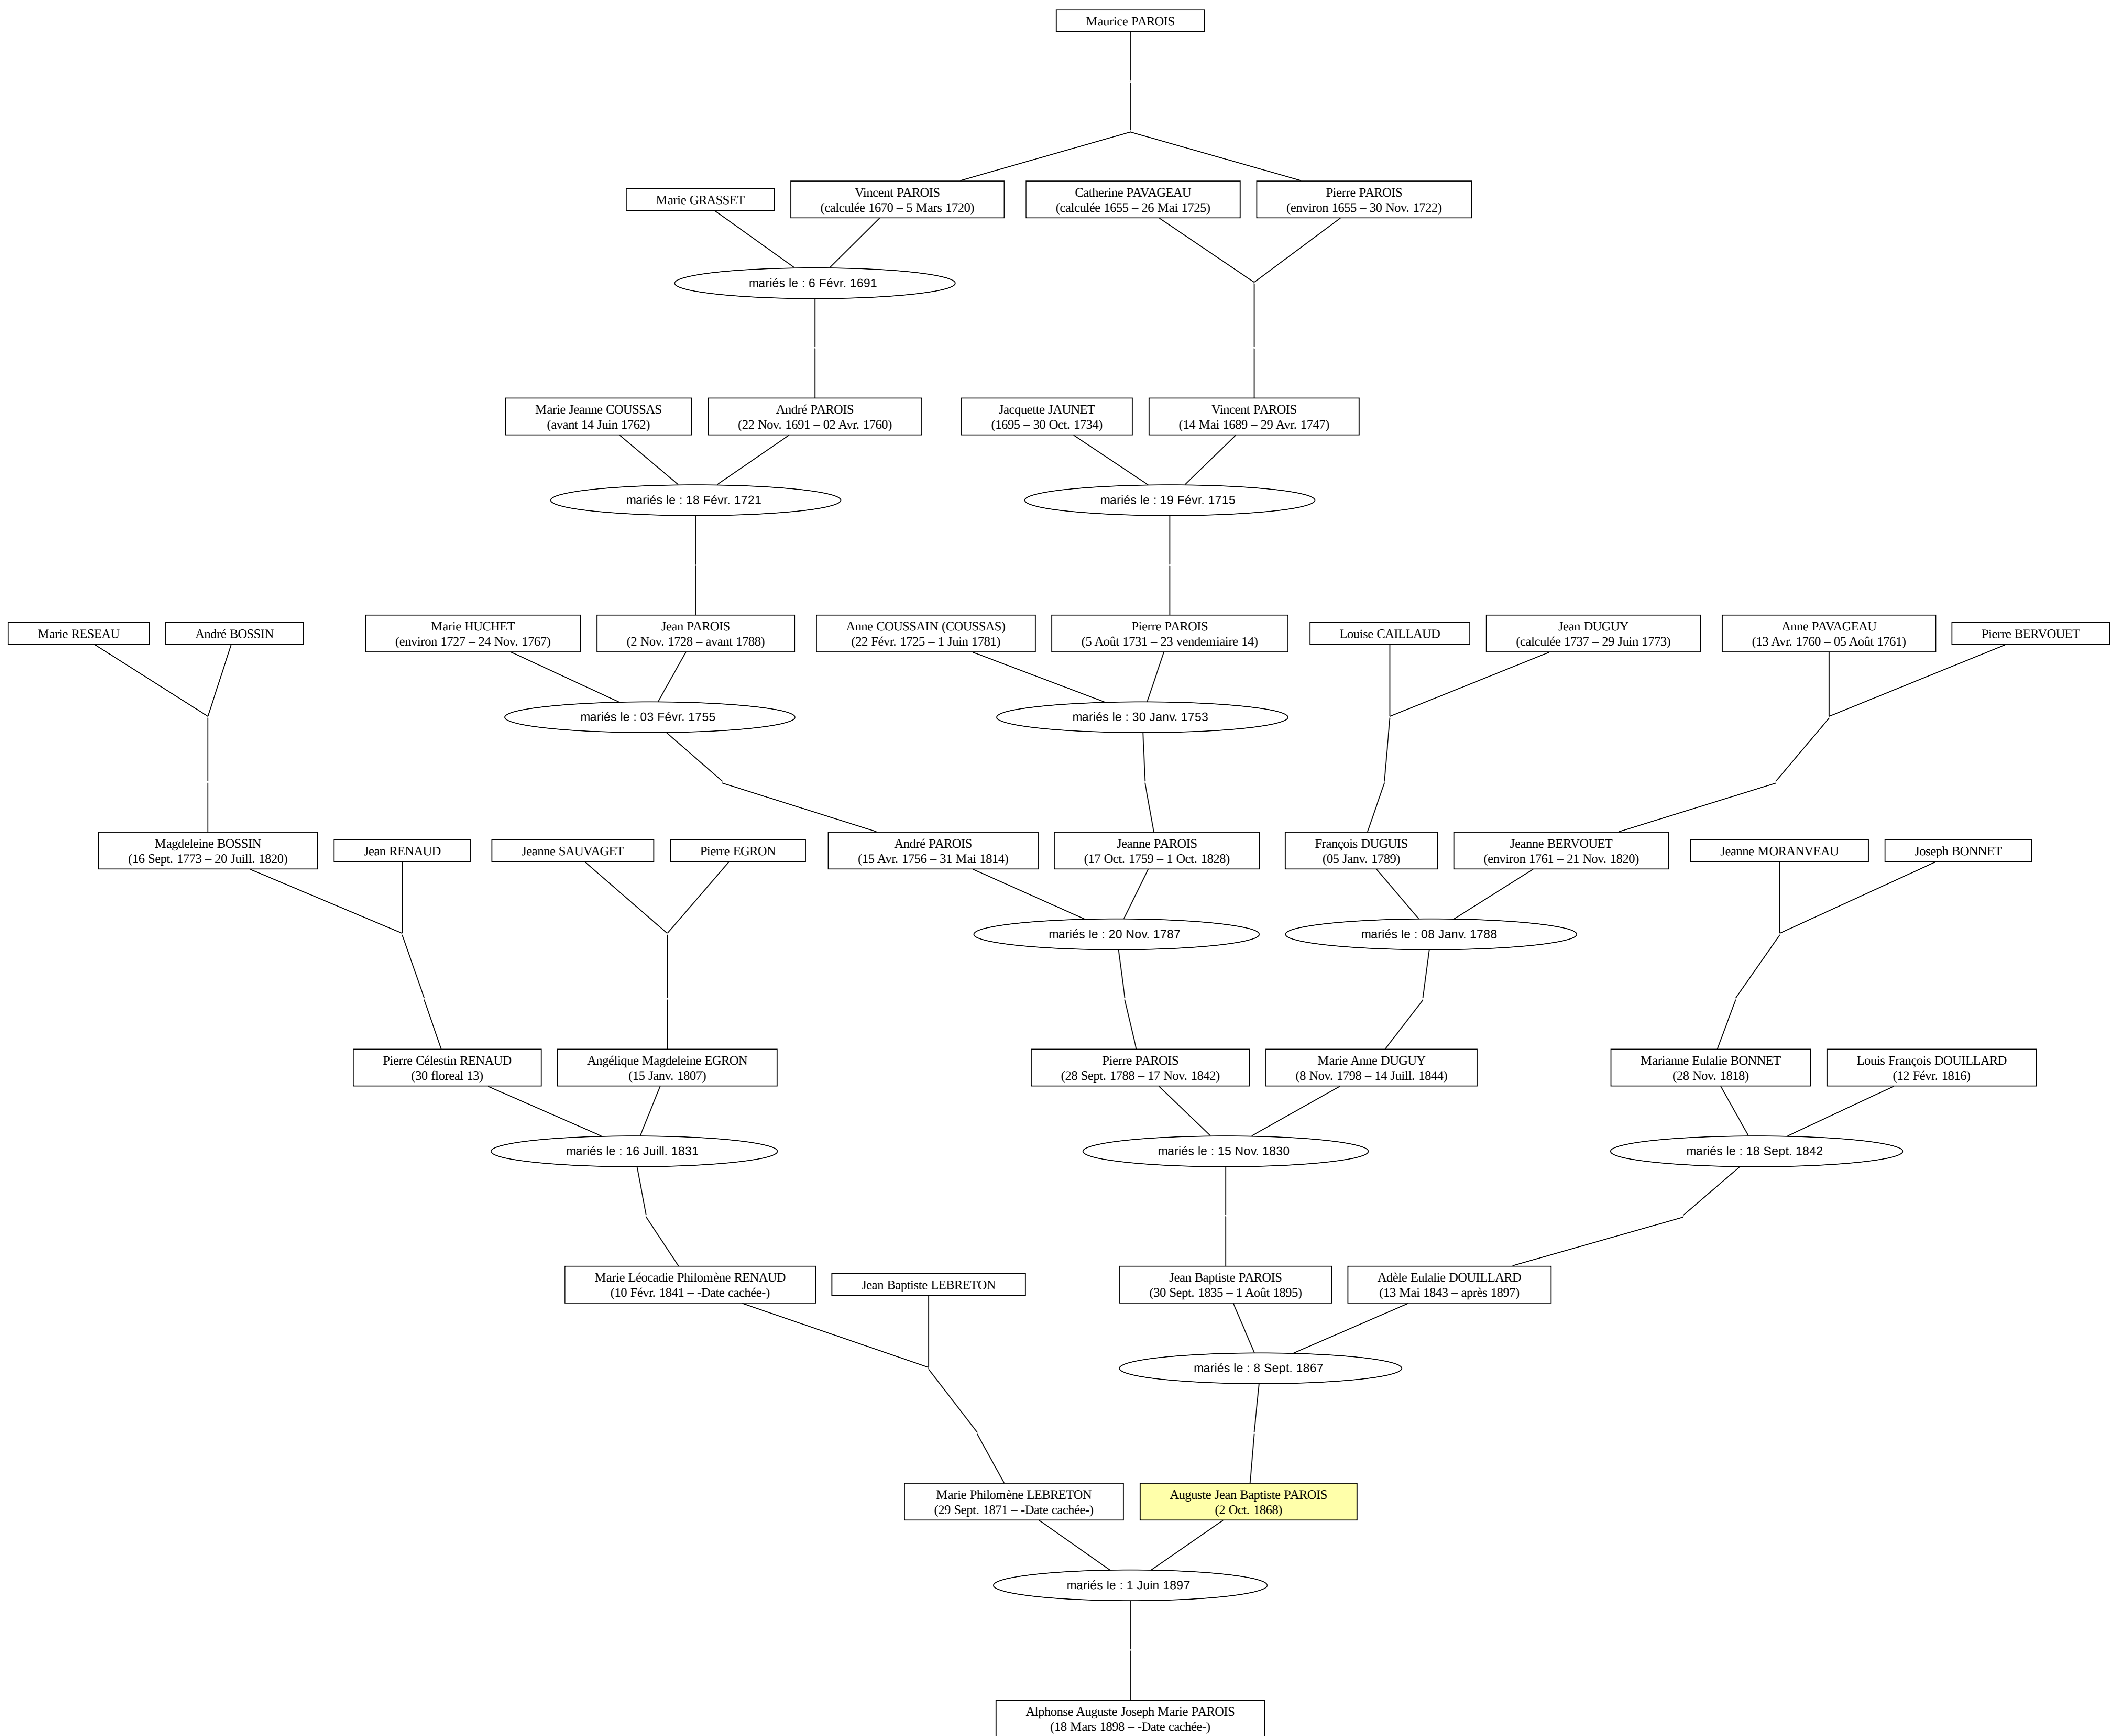 Maurice PAROIS
Marie GRASSET
Vincent PAROIS
(calculée 1670 – 5 Mars 1720)
Catherine PAVAGEAU
(calculée 1655 – 26 Mai 1725)
Pierre PAROIS
(environ 1655 – 30 Nov. 1722)
mariés le : 6 Févr. 1691
Marie Jeanne COUSSAS
(avant 14 Juin 1762)
André PAROIS
(22 Nov. 1691 – 02 Avr. 1760)
Jacquette JAUNET
(1695 – 30 Oct. 1734)
Vincent PAROIS
(14 Mai 1689 – 29 Avr. 1747)
mariés le : 18 Févr. 1721
mariés le : 19 Févr. 1715
Marie RESEAU
André BOSSIN
Marie HUCHET
(environ 1727 – 24 Nov. 1767)
Jean PAROIS
(2 Nov. 1728 – avant 1788)
Anne COUSSAIN (COUSSAS)
(22 Févr. 1725 – 1 Juin 1781)
Pierre PAROIS
(5 Août 1731 – 23 vendemiaire 14)
Louise CAILLAUD
Jean DUGUY
(calculée 1737 – 29 Juin 1773)
Anne PAVAGEAU
(13 Avr. 1760 – 05 Août 1761)
Pierre BERVOUET
mariés le : 03 Févr. 1755
mariés le : 30 Janv. 1753
Magdeleine BOSSIN
(16 Sept. 1773 – 20 Juill. 1820)
Jean RENAUD
Jeanne SAUVAGET
Pierre EGRON
André PAROIS
(15 Avr. 1756 – 31 Mai 1814)
Jeanne PAROIS
(17 Oct. 1759 – 1 Oct. 1828)
François DUGUIS
(05 Janv. 1789)
Jeanne BERVOUET
(environ 1761 – 21 Nov. 1820)
Jeanne MORANVEAU
Joseph BONNET
mariés le : 20 Nov. 1787
mariés le : 08 Janv. 1788
Pierre Célestin RENAUD
(30 floreal 13)
Angélique Magdeleine EGRON
(15 Janv. 1807)
Pierre PAROIS
(28 Sept. 1788 – 17 Nov. 1842)
Marie Anne DUGUY
(8 Nov. 1798 – 14 Juill. 1844)
Marianne Eulalie BONNET
(28 Nov. 1818)
Louis François DOUILLARD
(12 Févr. 1816)
mariés le : 16 Juill. 1831
mariés le : 15 Nov. 1830
mariés le : 18 Sept. 1842
Marie Léocadie Philomène RENAUD
(10 Févr. 1841 – -Date cachée-)
Jean Baptiste LEBRETON
Jean Baptiste PAROIS
(30 Sept. 1835 – 1 Août 1895)
Adèle Eulalie DOUILLARD
(13 Mai 1843 – après 1897)
mariés le : 8 Sept. 1867
Marie Philomène LEBRETON
(29 Sept. 1871 – -Date cachée-)
Auguste Jean Baptiste PAROIS
(2 Oct. 1868)
mariés le : 1 Juin 1897
Alphonse Auguste Joseph Marie PAROIS
(18 Mars 1898 – -Date cachée-)